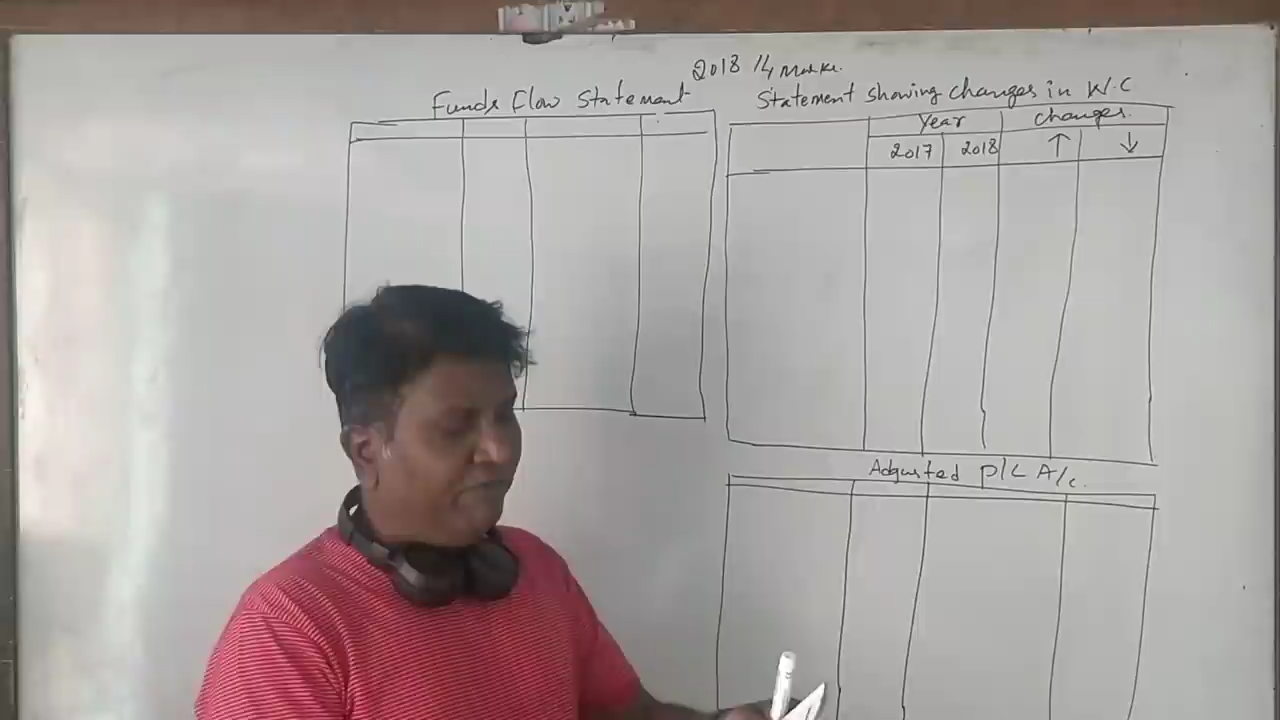 2018 14 marks.
Funds Flow Statement
Statement showing changes in W.C
Year changes.
2017 2018 ↑ ↓
Adjusted P/L A/c.